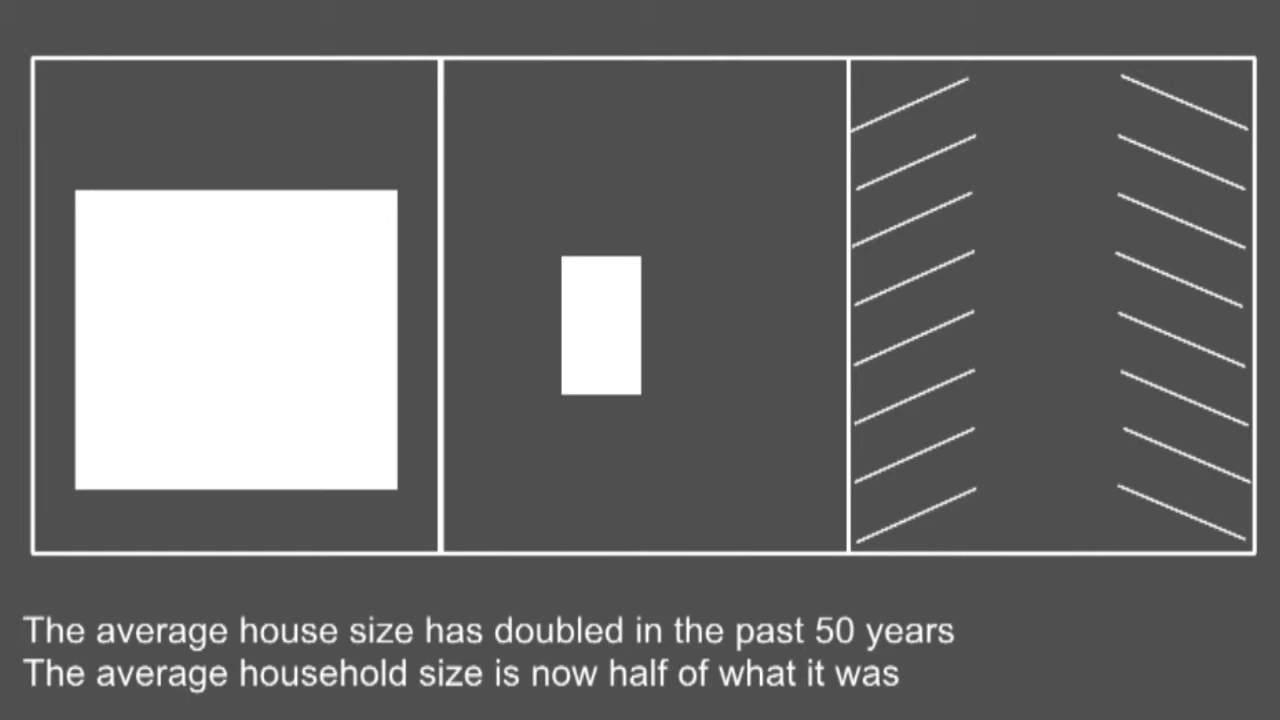 The average house size has doubled in the past 50 years
The average household size is now half of what it was